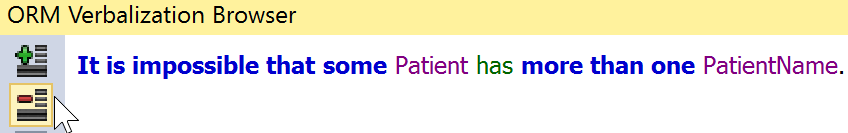 ORM Verbalization Browser
It is impossible that some Patient has more than one PatientName.